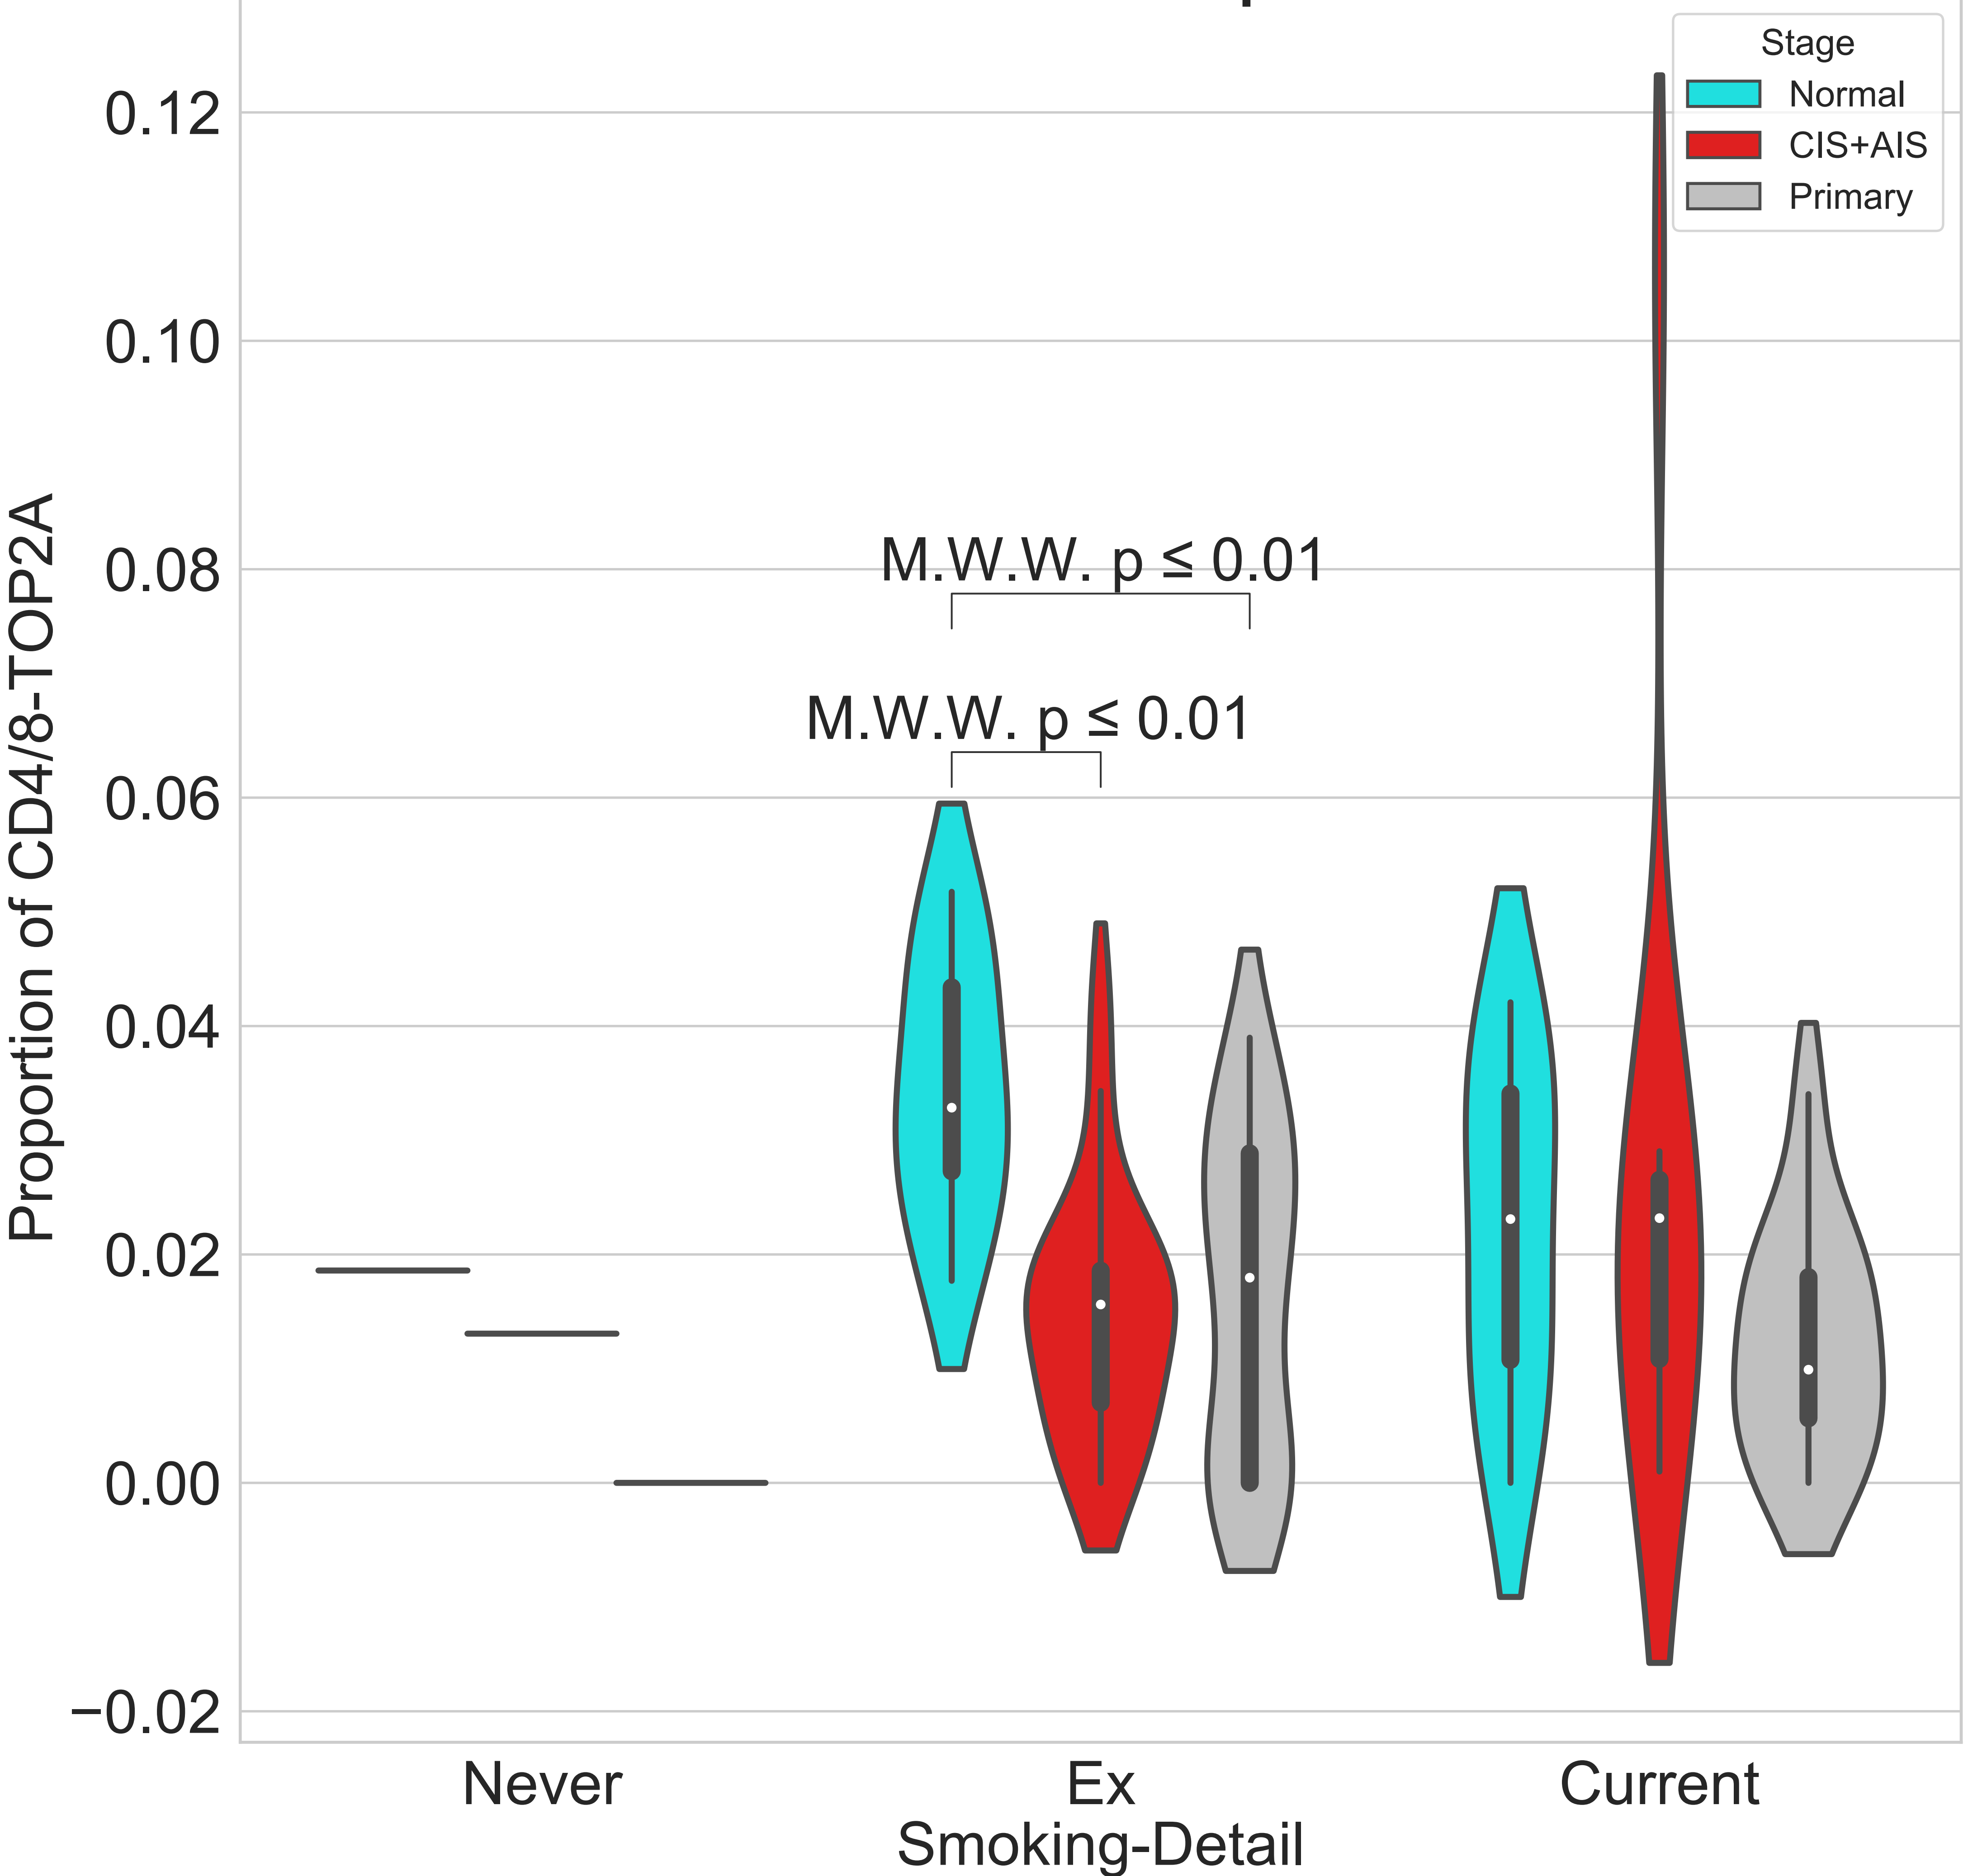 Stage
Normal
CIS+AIS
Primary
0.12
0.10
0.08
0.06
0.04
0.02
0.00
−0.02
Proportion of CD4/8-TOP2A
M.W.W. p ≤ 0.01
M.W.W. p ≤ 0.01
Never
Ex
Current
Smoking-Detail